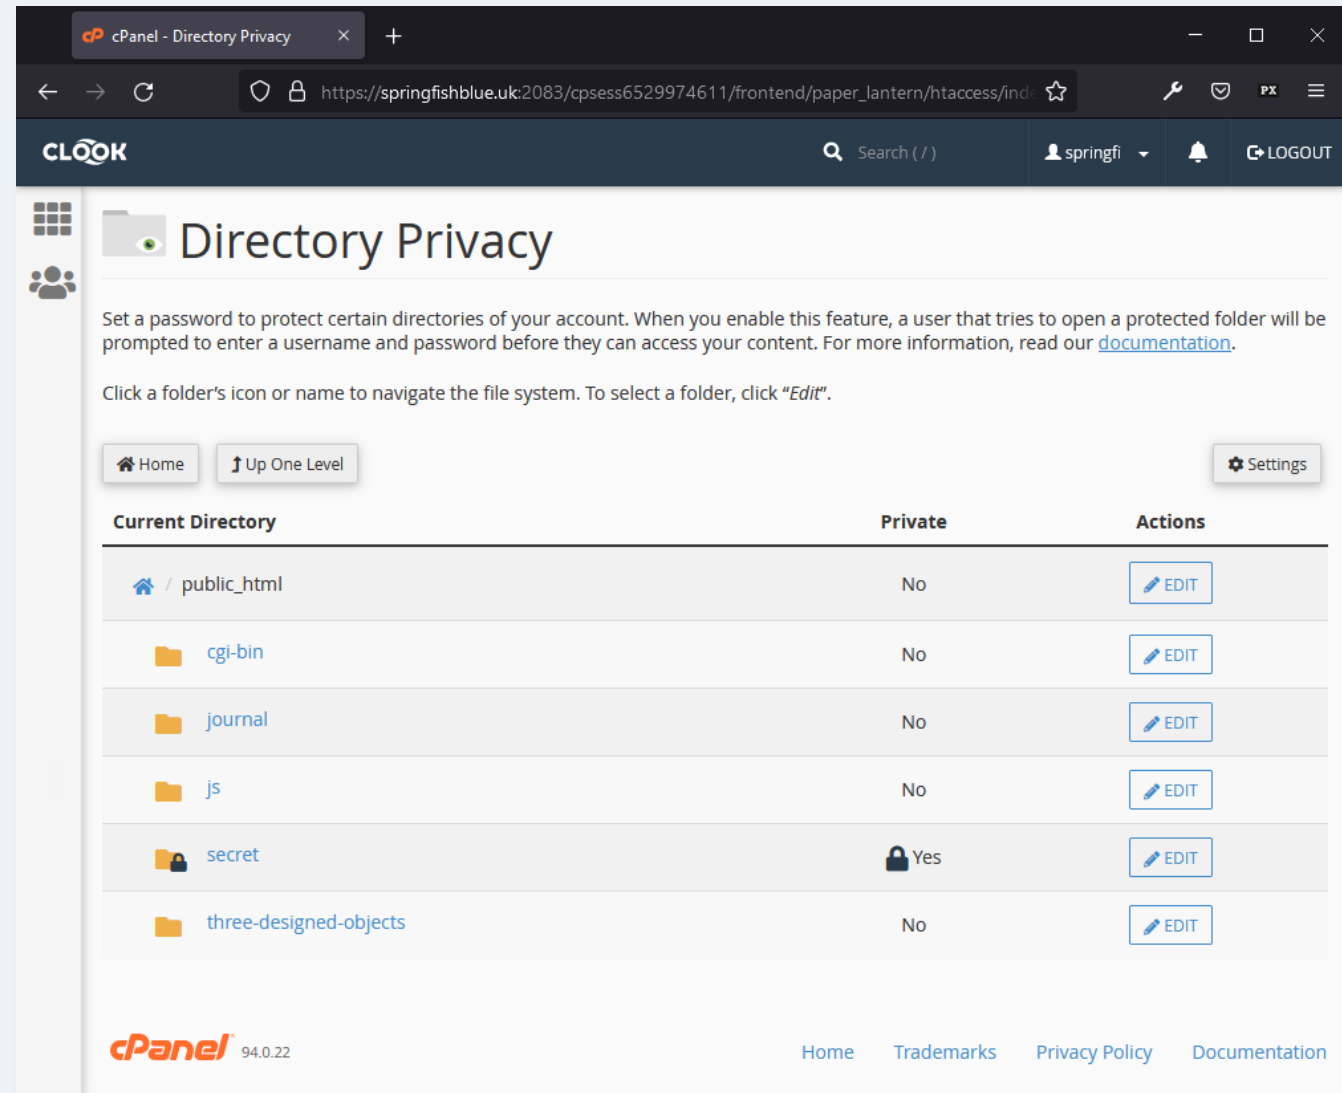 cPanel - Directory Privacy
https://springfishblue.uk:2083/cpsess6529974611/frontend/paper_lantern/htaccess/inde
PX
CLOOK
Search ( / )
springfi
LOGOUT
Directory Privacy
Set a password to protect certain directories of your account. When you enable this feature, a user that tries to open a protected folder will be
prompted to enter a username and password before they can access your content. For more information, read our documentation.
Click a folder's icon or name to navigate the file system. To select a folder, click “Edit”.
Home Up One Level Settings
Current Directory Private Actions
/ public_html No EDIT
cgi-bin No EDIT
journal No EDIT
js No EDIT
secret Yes EDIT
three-designed-objects No EDIT
cPanel 94.0.22 Home Trademarks Privacy Policy Documentation